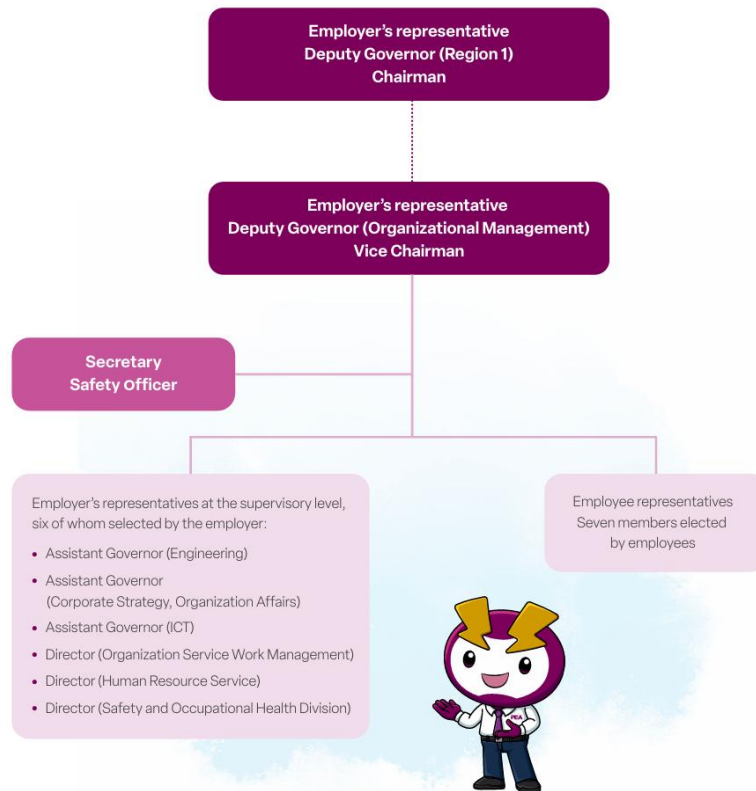 Employer's representative
Deputy Governor (Region 1)
Chairman
Employer's representative
Deputy Governor (Organizational Management)
Vice Chairman
Secretary
Safety Officer
Employer's representatives at the supervisory level,
six of whom selected by the employer:
• Assistant Governor (Engineering)
• Assistant Governor
(Corporate Strategy, Organization Affairs)
• Assistant Governor (ICT)
• Director (Organization Service Work Management)
• Director (Human Resource Service)
• Director (Safety and Occupational Health Division)
Employee representatives
Seven members elected
by employees
PEA